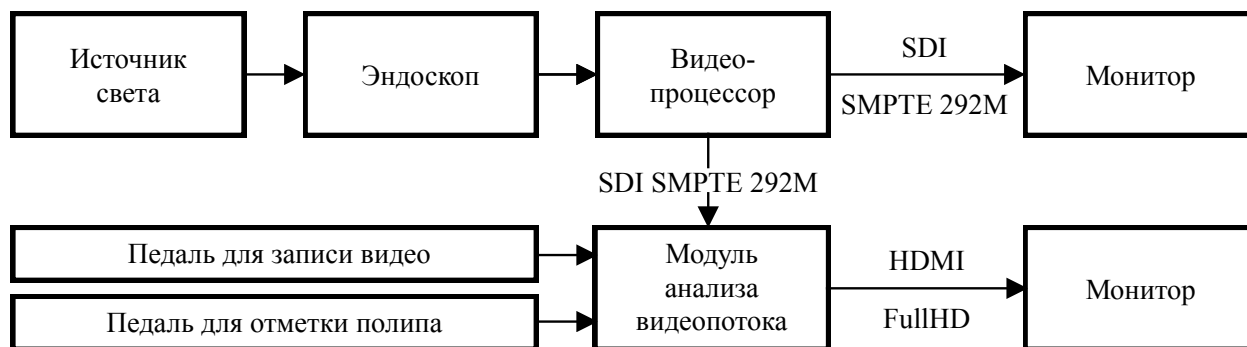 Источник
света
Эндоскоп
Видео-
процессор
SDI
SMPTE 292M
Монитор
SDI SMPTE 292M
Педаль для записи видео
Педаль для отметки полипа
Модуль
анализа
видеопотока
HDMI
FullHD
Монитор